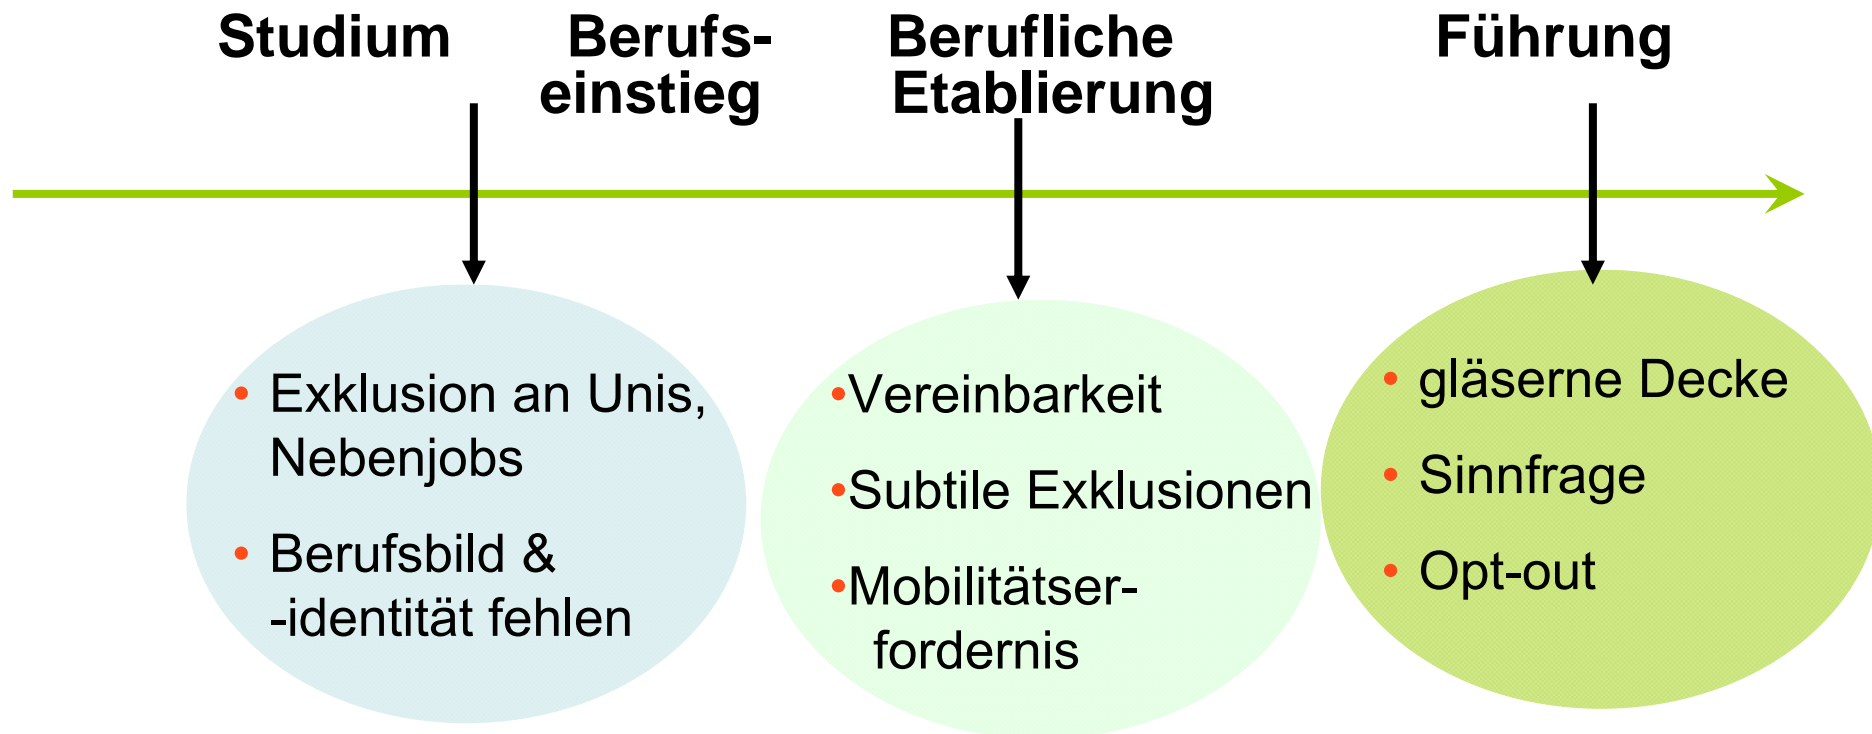 Studium
Berufs-
einstieg
Berufliche
Etablierung
Führung
• Exklusion an Unis,
Nebenjobs
• Berufsbild &
-identität fehlen
•Vereinbarkeit
•Subtile Exklusionen
•Mobilitätser-
fordernis
• gläserne Decke
• Sinnfrage
• Opt-out